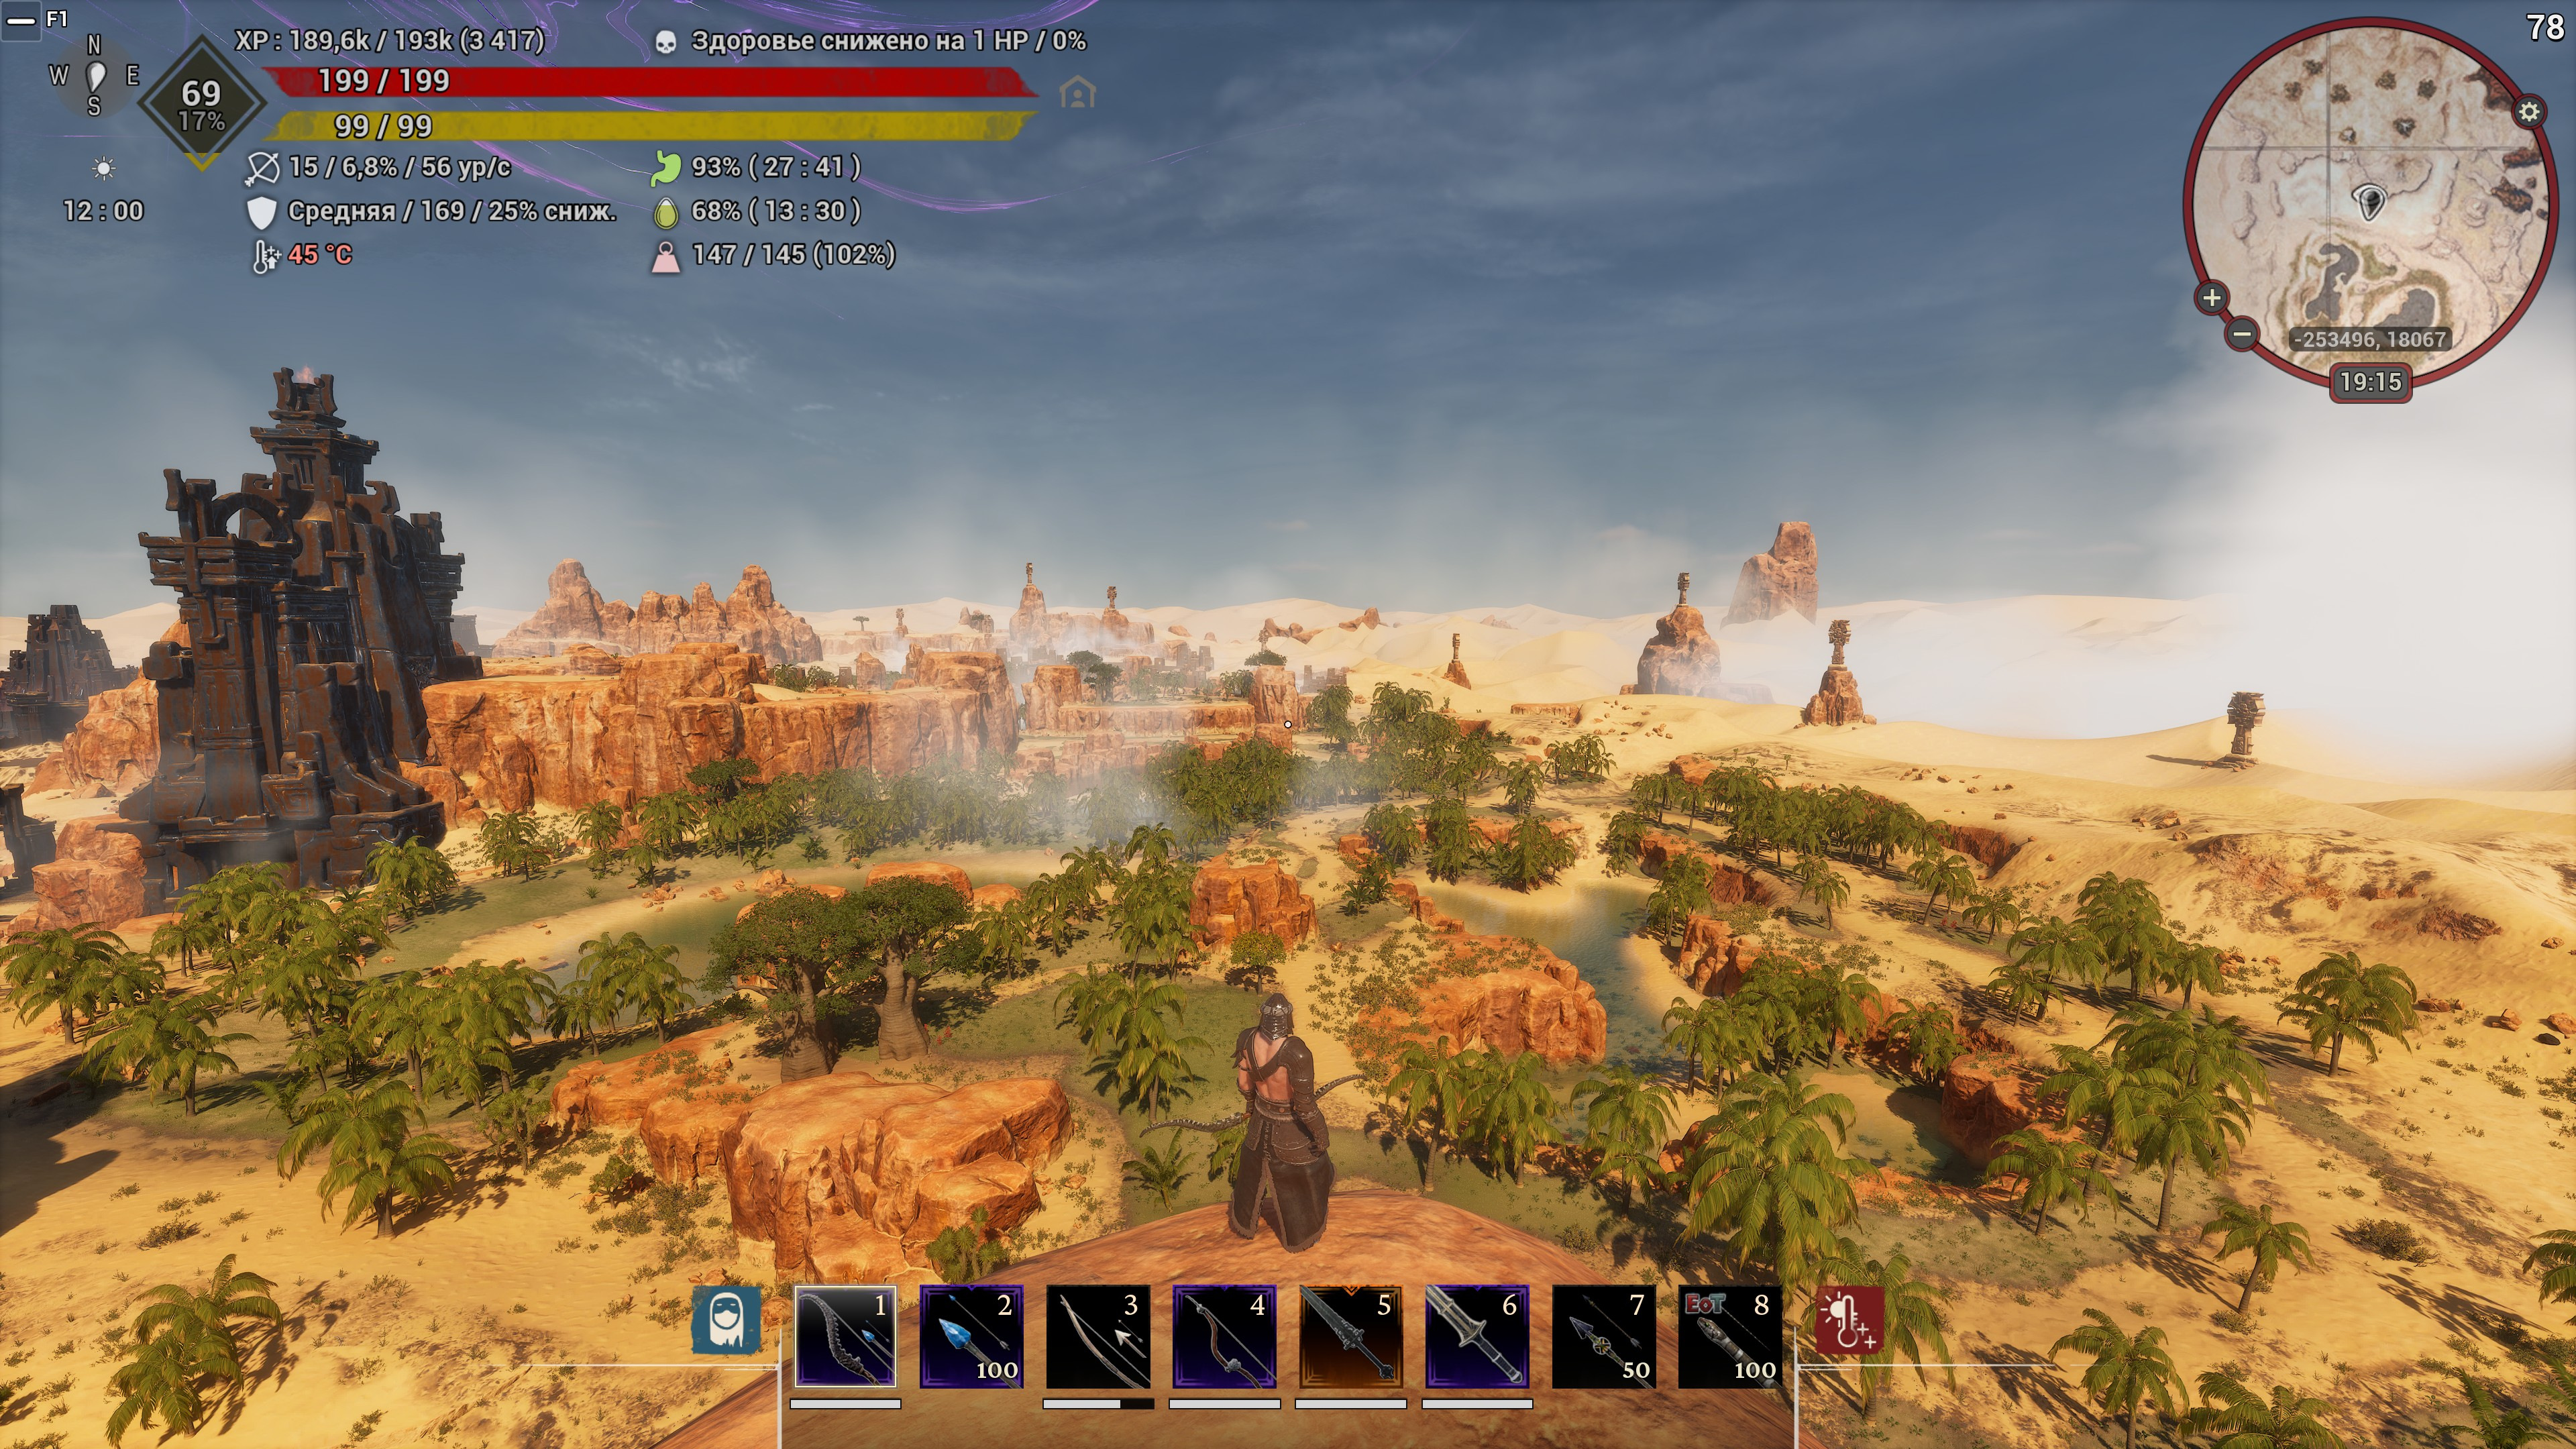 F1
78
N
W E
S
XP : 189,6k / 193k (3 417)
Здоровье снижено на 1 HP / 0%
69
17%
199 / 199
99 / 99
15 / 6,8% / 56 ур/с
93% ( 27 : 41 )
12 : 00
Средняя / 169 / 25% сниж.
68% ( 13 : 30 )
45 °C
147 / 145 (102%)
-253496, 18067
19:15
1
2
100
3
4
5
6
7
50
EoT 8
100